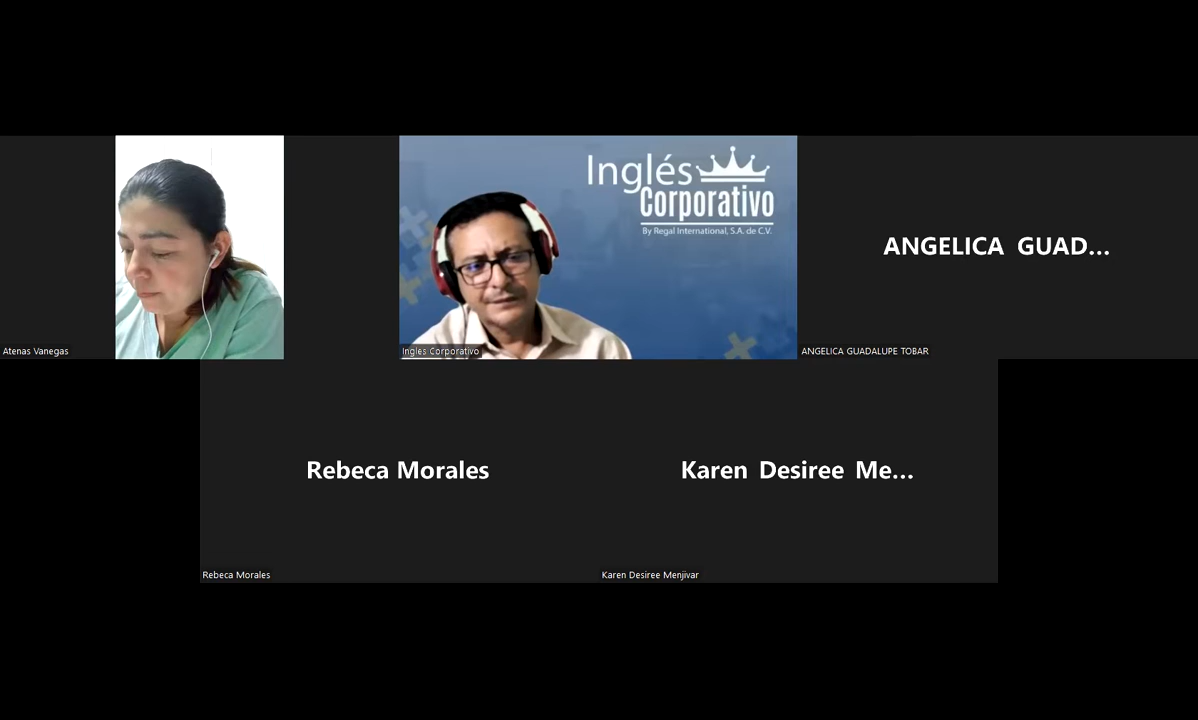 Inglés
Corporativo
By Regal International, S.A. de C.V.
ANGELICA GUAD...
Atenas Vanegas
Ingles Corporativo
ANGELICA GUADALUPE TOBAR
Rebeca Morales
Karen Desiree Me...
Rebeca Morales
Karen Desiree Menjivar